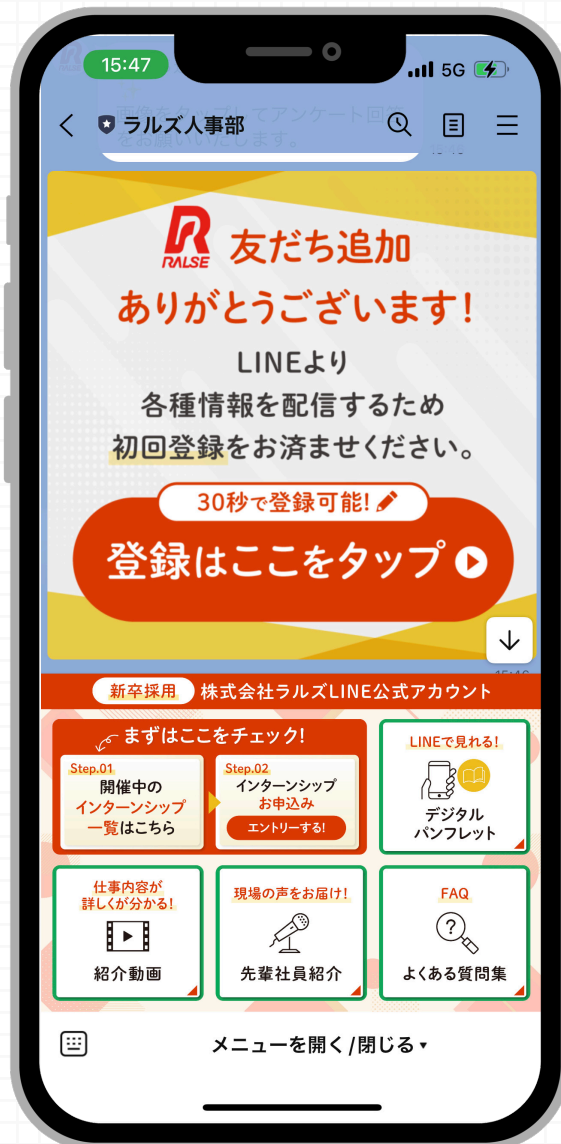 15:47
5G
ラルズ人事部
画像をタップしてアンケート回答
をお願いいたします。
RALSE
友だち追加
ありがとうございます!
LINEより
各種情報を配信するため
初回登録をお済ませください。
30秒で登録可能!
登録はここをタップ
新卒採用 株式会社ラルズLINE公式アカウント
まずはここをチェック!
Step.01
開催中の
インターンシップ
一覧はこちら
Step.02
インターンシップ
お申込み
エントリーする!
LINEで見れる!
デジタル
パンフレット
仕事内容が
詳しくが分かる!
紹介動画
現場の声をお届け!
先輩社員紹介
FAQ
よくある質問集
メニューを開く/閉じる▾